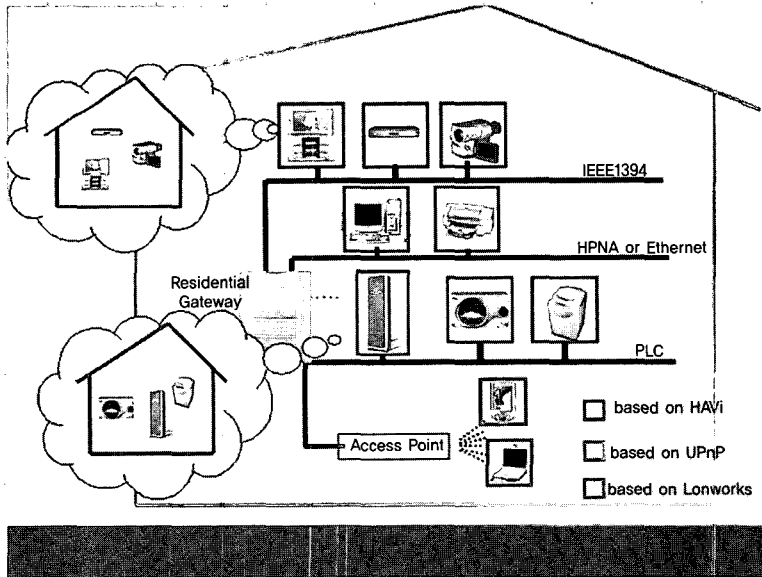 IEEE1394
HPNA or Ethernet
Residential
Gateway
PLC
Access Point
based on HAVi
based on UPnP
based on Lonworks